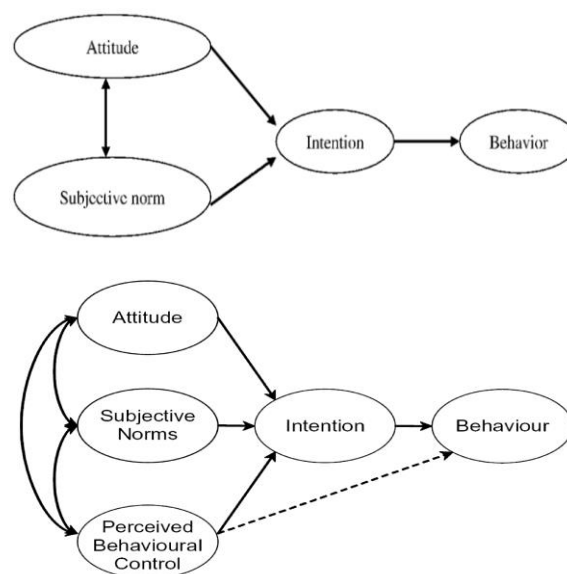 Attitude
Intention
Behavior
Subjective norm
Attitude
Subjective
Norms
Intention
Behaviour
Perceived
Behavioural
Control